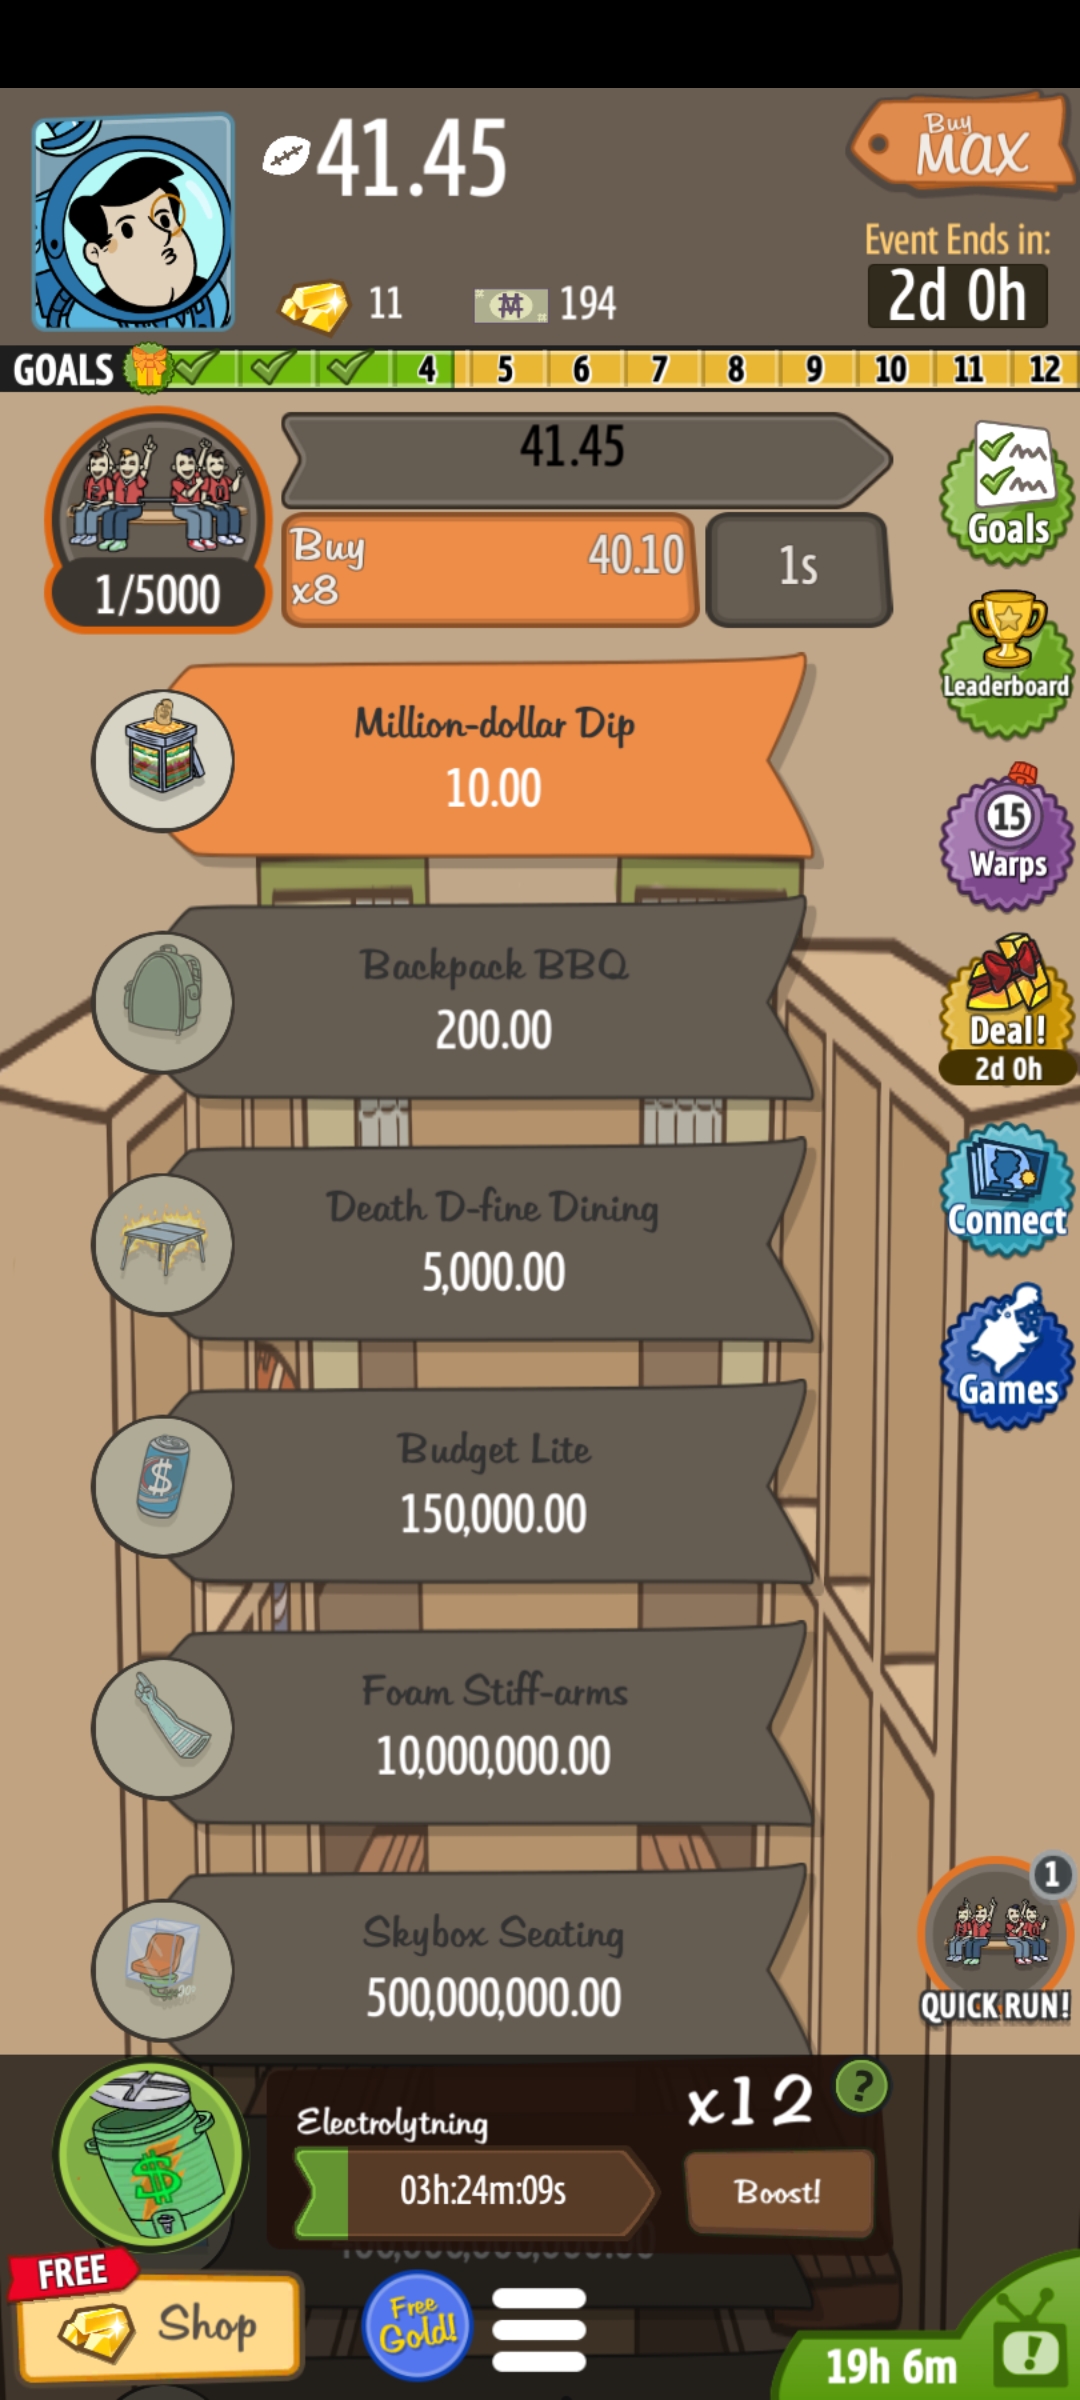 41.45
Buy
MAX
Event Ends in:
2d 0h
11
194
GOALS
4 5 6 7 8 9 10 11 12
41.45
Buy
x8
40.10
1s
1/5000
Goals
Million-dollar Dip
10.00
Leaderboard
15
Warps
Backpack BBQ
200.00
Deal!
2d 0h
Death D-fine Dining
5,000.00
Connect
Games
Budget Lite
150,000.00
Foam Stiff-arms
10,000,000.00
1
QUICK RUN!
Skybox Seating
500,000,000.00
x12
?
Electrolytning
03h:24m:09s
Boost!
FREE
Shop
Free
Gold!
19h 6m